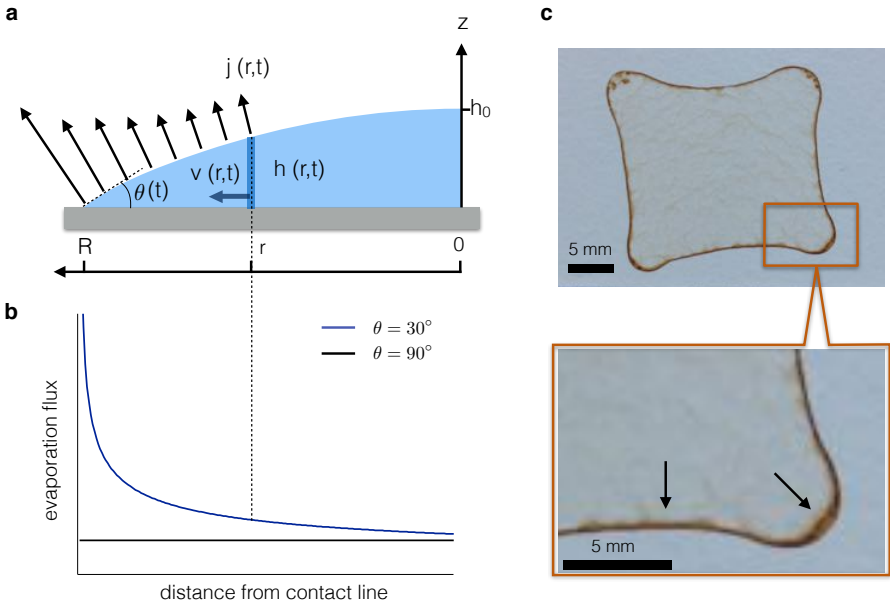 a
z
j (r,t)
h₀
θ(t)
v (r,t)
h (r,t)
R
r
0
b
θ = 30°
θ = 90°
evaporation flux
distance from contact line
c
5 mm
5 mm